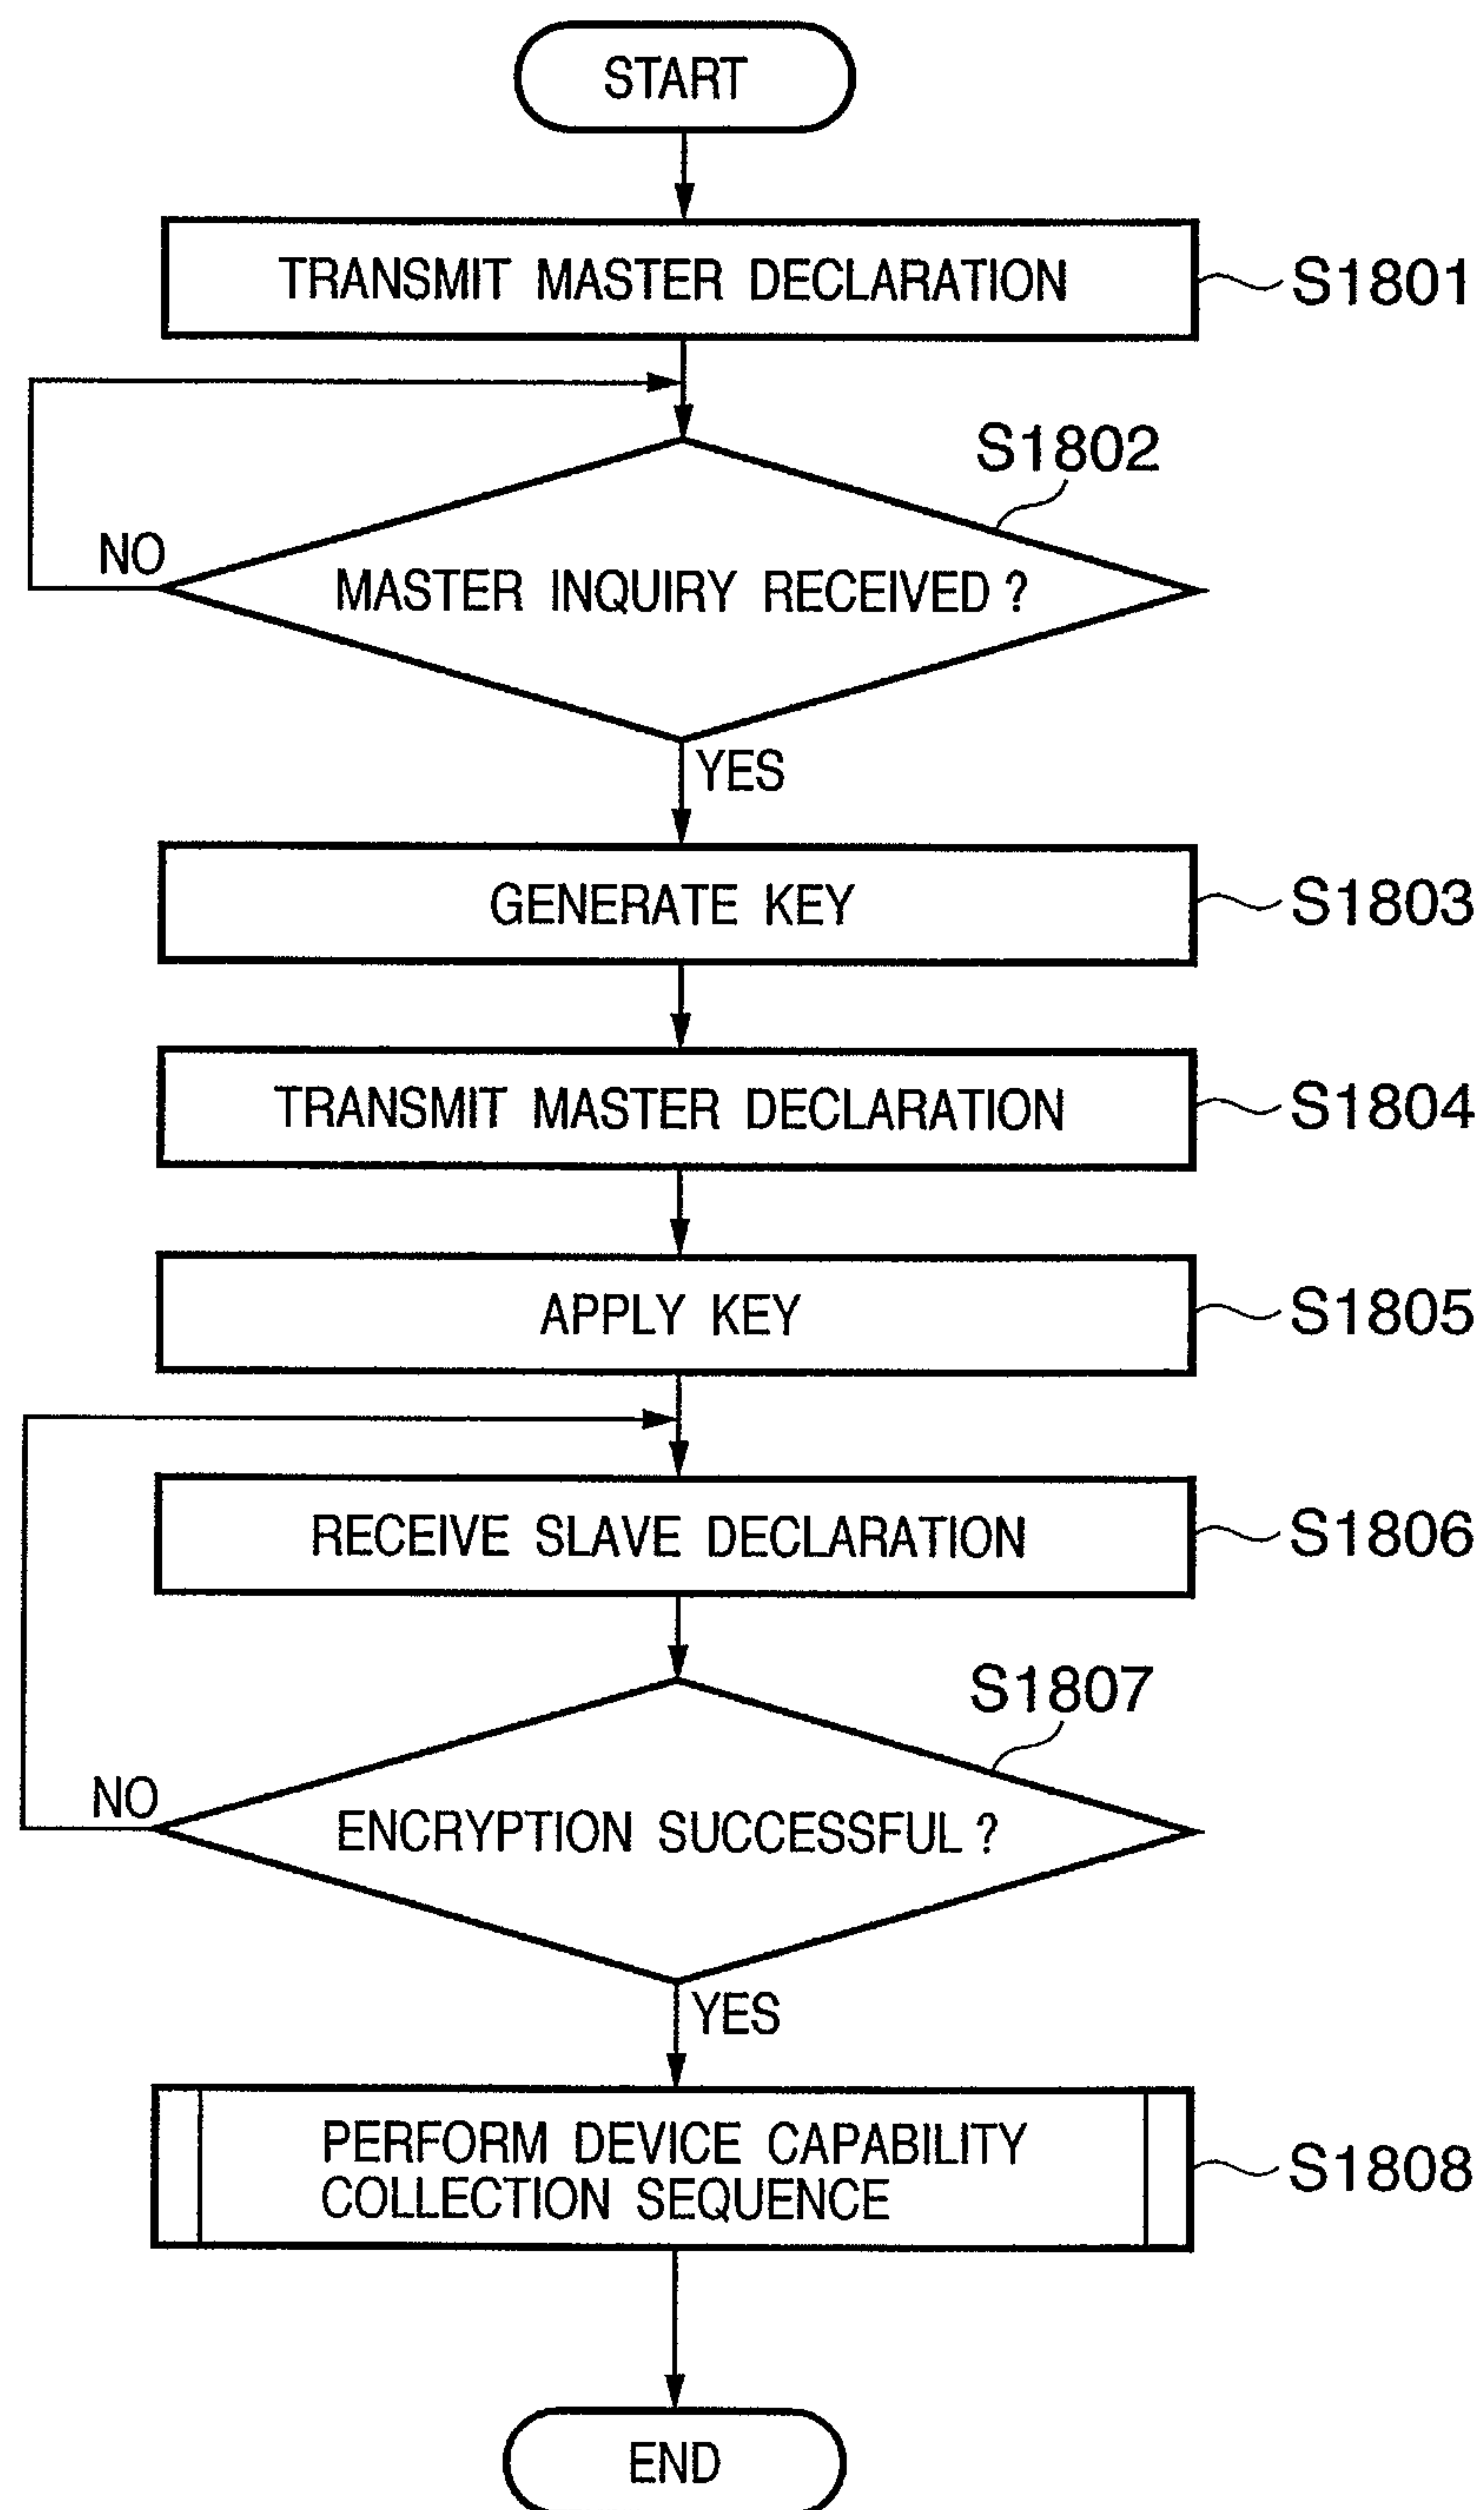 START
TRANSMIT MASTER DECLARATION
S1801
S1802
NO
MASTER INQUIRY RECEIVED ?
YES
GENERATE KEY
S1803
TRANSMIT MASTER DECLARATION
S1804
APPLY KEY
S1805
RECEIVE SLAVE DECLARATION
S1806
S1807
NO
ENCRYPTION SUCCESSFUL ?
YES
PERFORM DEVICE CAPABILITY
COLLECTION SEQUENCE
S1808
END